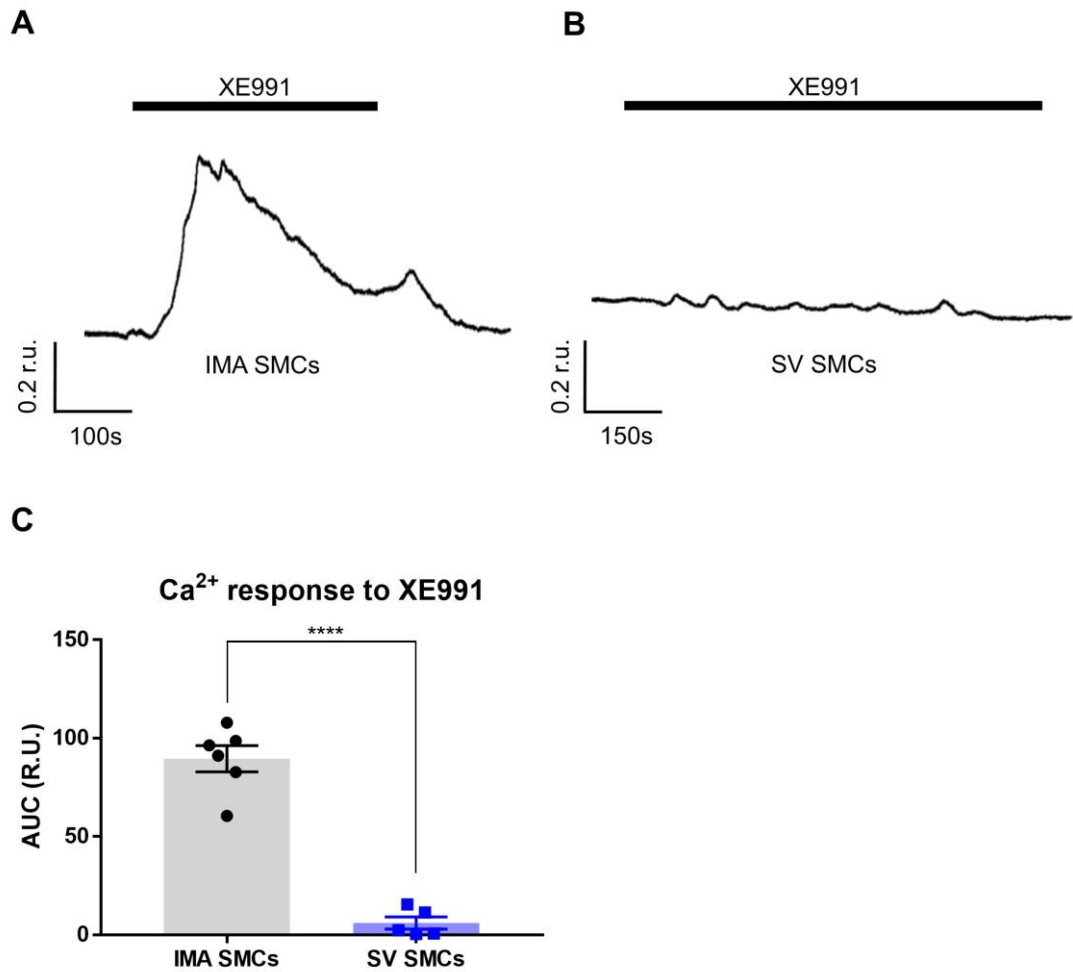 A
B
XE991
XE991
0.2 r.u.
IMA SMCs
100s
0.2 r.u.
SV SMCs
150s
C
Ca²⁺ response to XE991
150
****
100
AUC (R.U.)
50
0
IMA SMCs
SV SMCs